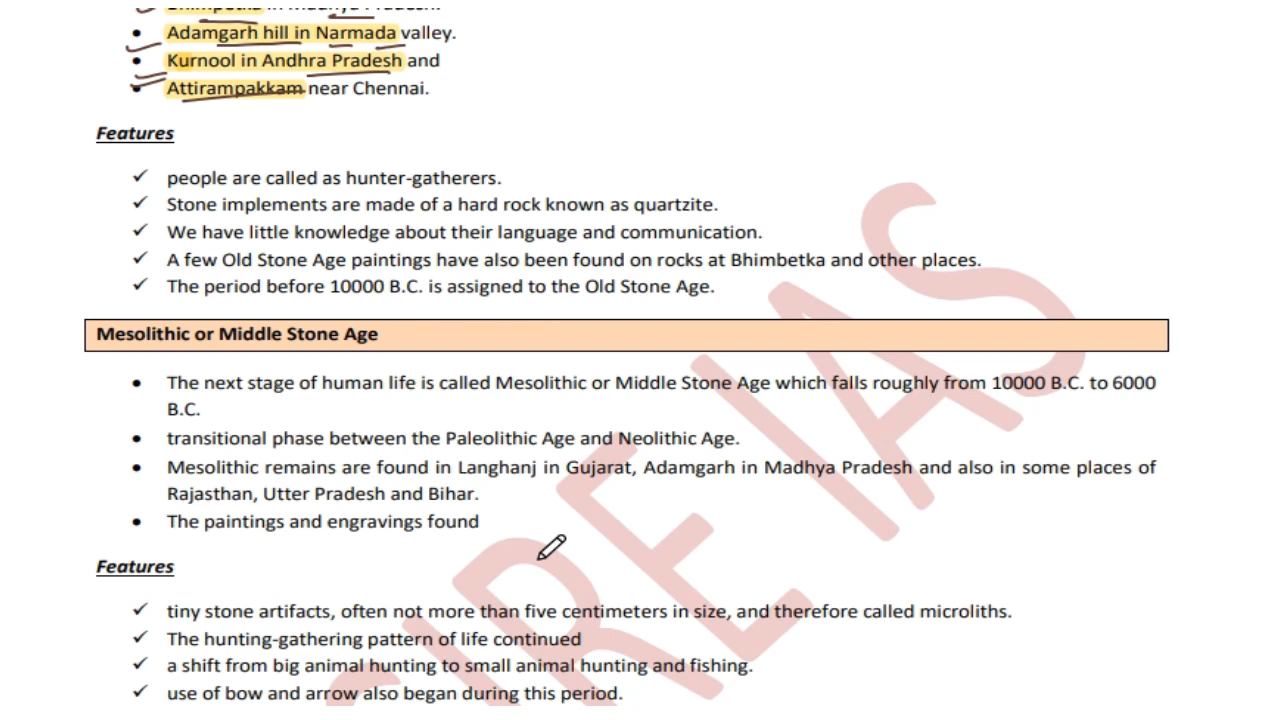 • Adamgarh hill in Narmada valley.
• Kurnool in Andhra Pradesh and
• Attirampakkam near Chennai.
Features
✓ people are called as hunter-gatherers.
✓ Stone implements are made of a hard rock known as quartzite.
✓ We have little knowledge about their language and communication.
✓ A few Old Stone Age paintings have also been found on rocks at Bhimbetka and other places.
✓ The period before 10000 B.C. is assigned to the Old Stone Age.
Mesolithic or Middle Stone Age
• The next stage of human life is called Mesolithic or Middle Stone Age which falls roughly from 10000 B.C. to 6000
B.C.
• transitional phase between the Paleolithic Age and Neolithic Age.
• Mesolithic remains are found in Langhanj in Gujarat, Adamgarh in Madhya Pradesh and also in some places of
Rajasthan, Utter Pradesh and Bihar.
• The paintings and engravings found
Features
✓ tiny stone artifacts, often not more than five centimeters in size, and therefore called microliths.
✓ The hunting-gathering pattern of life continued
✓ a shift from big animal hunting to small animal hunting and fishing.
✓ use of bow and arrow also began during this period.
IAS